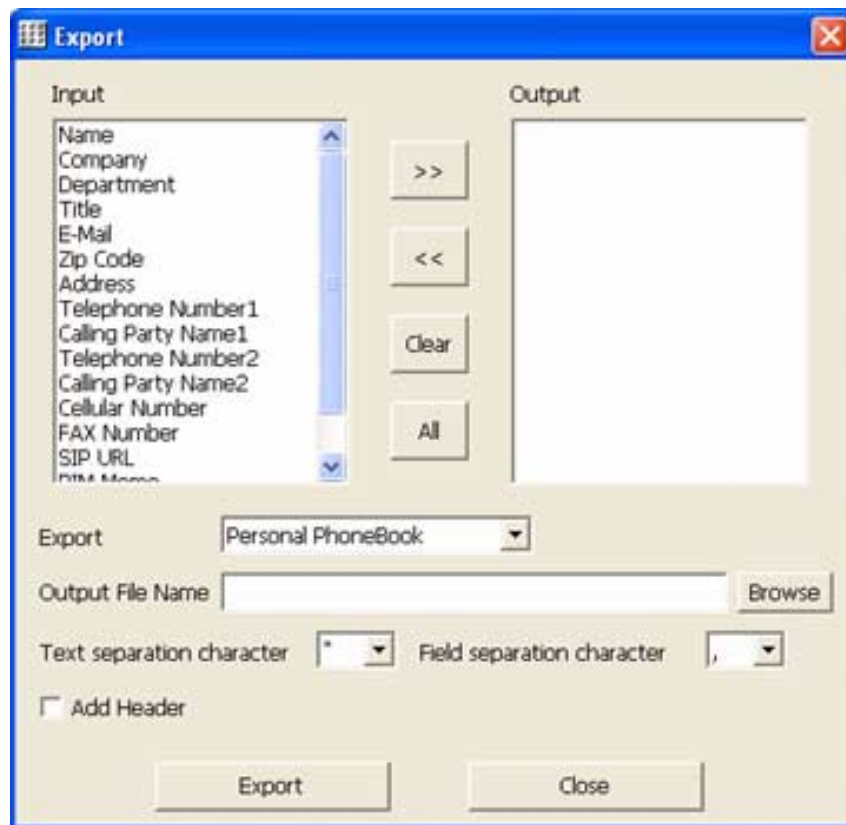 Export
Input
Output
Name
Company
Department
Title
E-Mail
Zip Code
Address
Telephone Number1
Calling Party Name1
Telephone Number2
Calling Party Name2
Cellular Number
FAX Number
SIP URL
>>
<<
Clear
All
Export Personal PhoneBook
Output File Name Browse
Text separation character " Field separation character ,
Add Header
Export Close